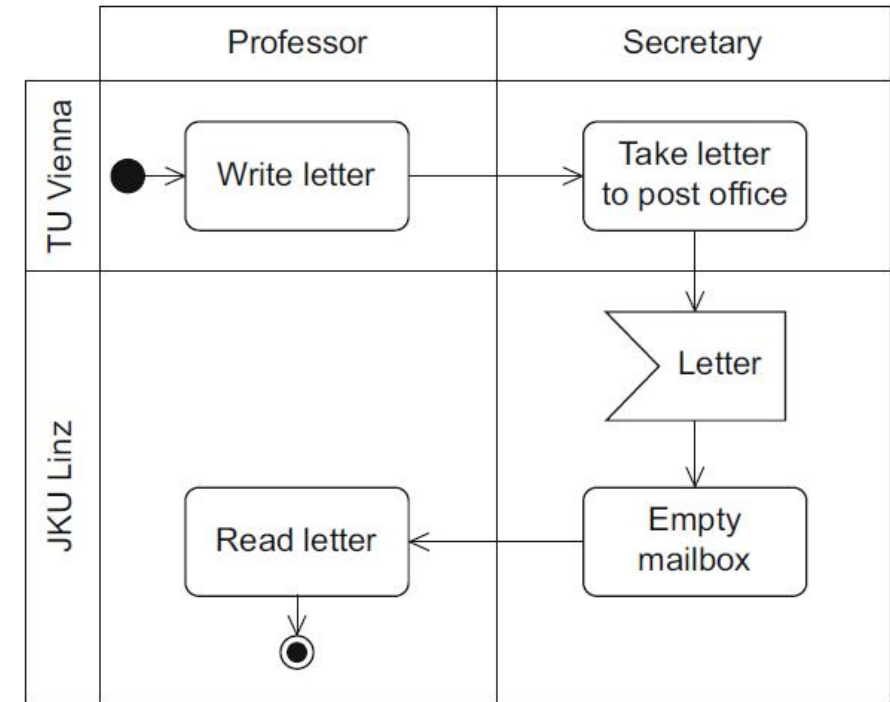 Professor
Secretary
TU Vienna
Write letter
Take letter
to post office
JKU Linz
Letter
Read letter
Empty
mailbox